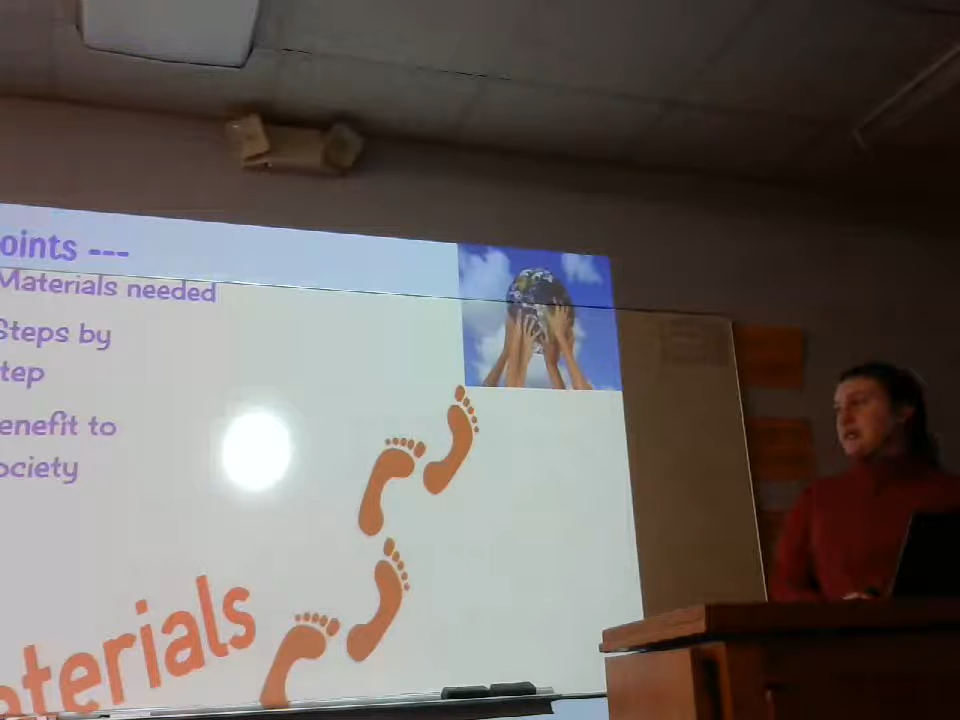 oints ---
Materials needed
Steps by
tep
enefit to
ociety
aterials